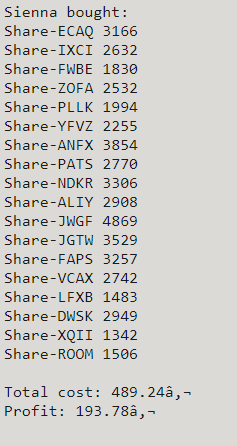 Sienna bought:
Share-ECAQ 3166
Share-IXCI 2632
Share-FWBE 1830
Share-ZOFA 2532
Share-PLLK 1994
Share-YFVZ 2255
Share-ANFX 3854
Share-PATS 2770
Share-NDKR 3306
Share-ALIY 2908
Share-JWGF 4869
Share-JGTW 3529
Share-FAPS 3257
Share-VCAX 2742
Share-LFXB 1483
Share-DWSK 2949
Share-XQII 1342
Share-ROOM 1506
Total cost: 489.24â‚¬
Profit: 193.78â‚¬